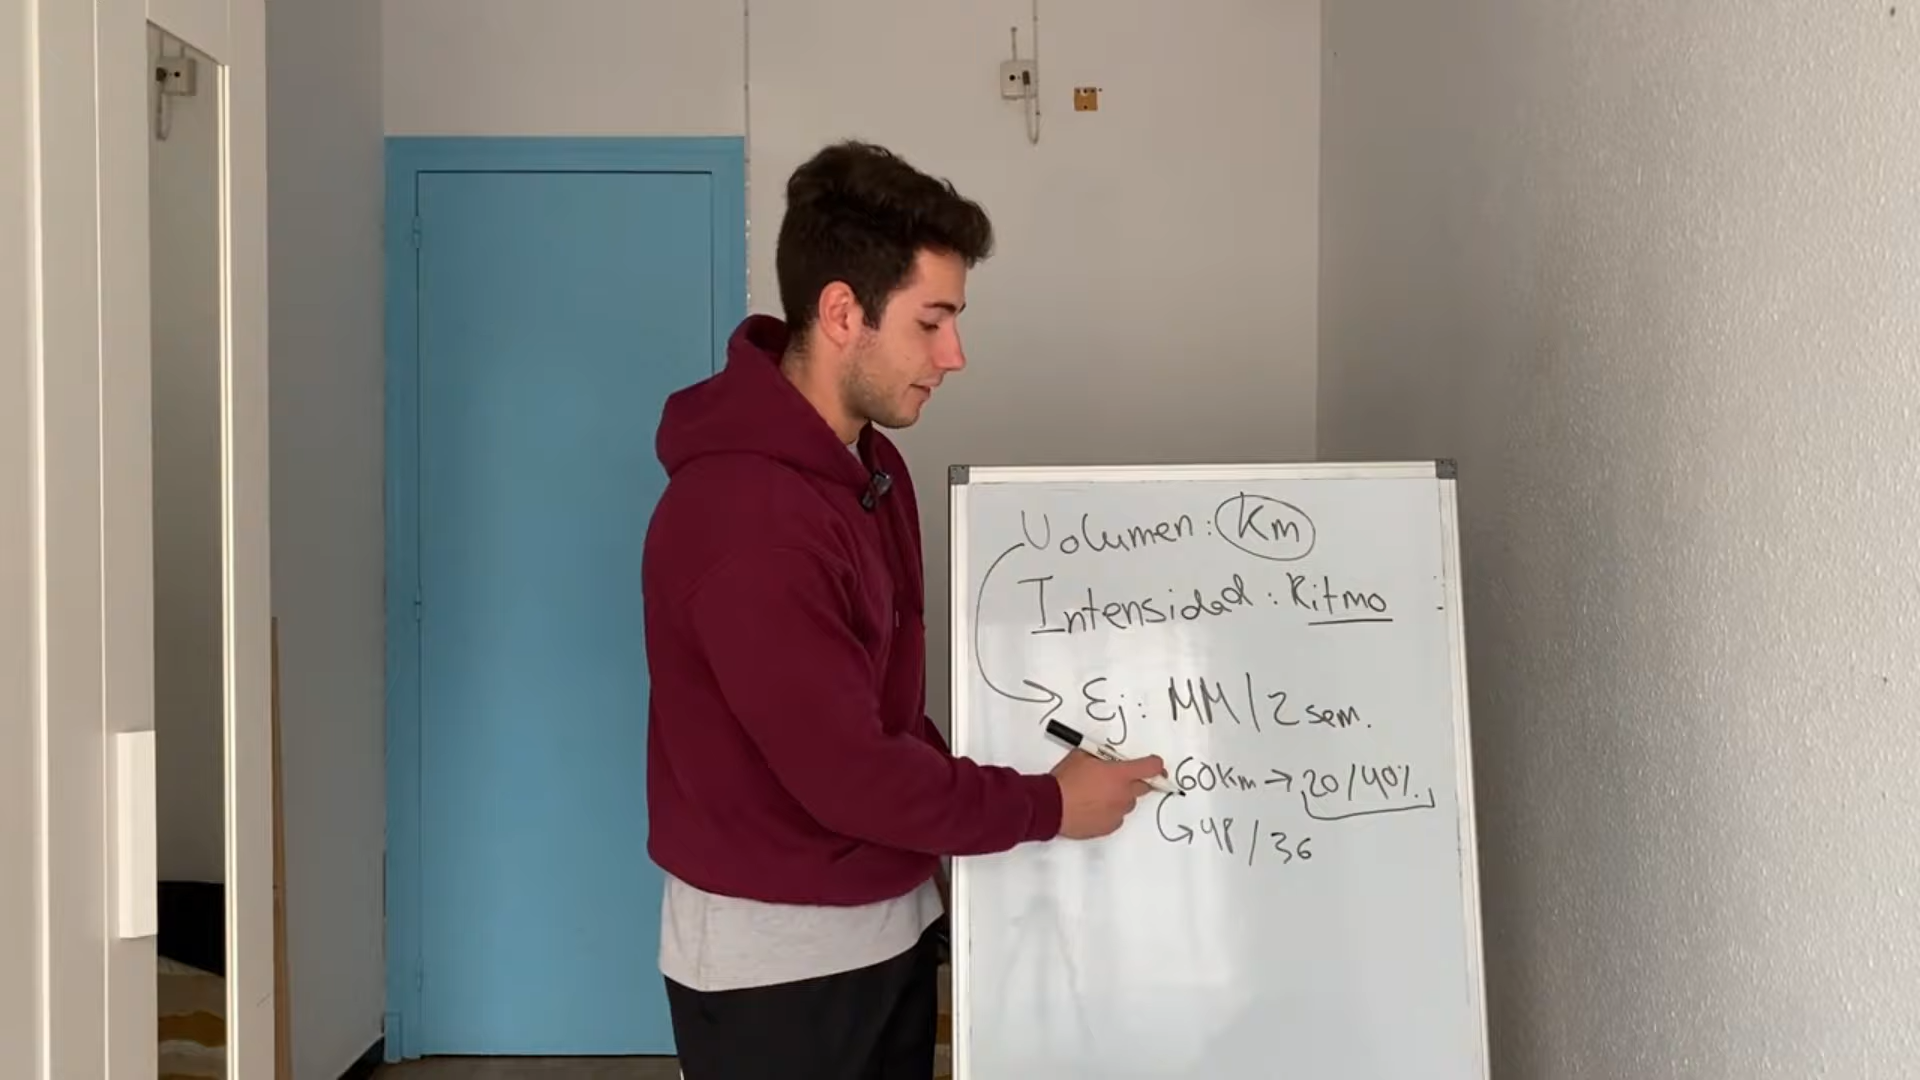 Volumen: Km
Intensidad: Ritmo
→ Ej: MM/2 sem.
60Km → 20/40%.
↳ 48/36